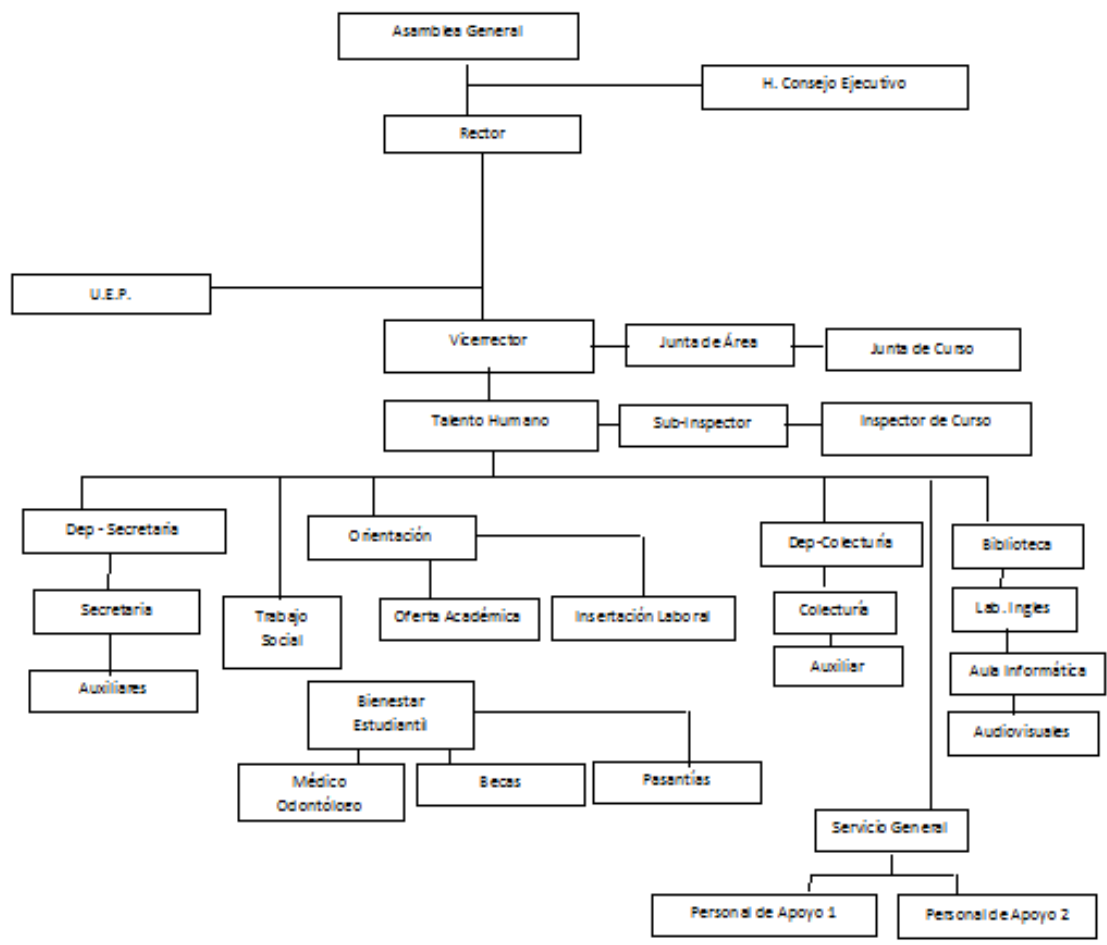 Asamblea General
H. Consejo Ejecutivo
Rector
U.E.P.
Vicerrector
Junta de Área
Junta de Curso
Talento Humano
Sub-Inspector
Inspector de Curso
Dep - Secretaria
Orientación
Dep-Colecturía
Biblioteca
Secretaria
Trabajo
Social
Oferta Académica
Insertación Laboral
Colecturía
Lab. Ingles
Auxiliares
Auxiliar
Aula Informática
Bienestar
Estudiantil
Audiovisuales
Médico
Odontólogo
Becas
Pasantías
Servicio General
Personal de Apoyo 1
Personal de Apoyo 2